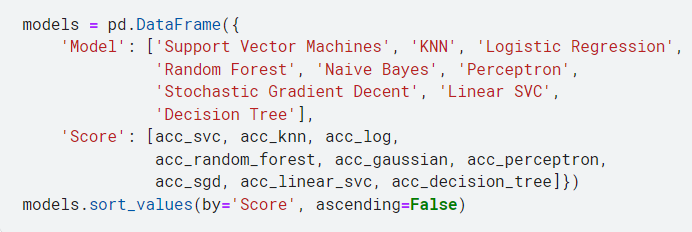 models = pd.DataFrame({
    'Model': ['Support Vector Machines', 'KNN', 'Logistic Regression',
              'Random Forest', 'Naive Bayes', 'Perceptron',
              'Stochastic Gradient Decent', 'Linear SVC',
              'Decision Tree'],
    'Score': [acc_svc, acc_knn, acc_log,
              acc_random_forest, acc_gaussian, acc_perceptron,
              acc_sgd, acc_linear_svc, acc_decision_tree]})
models.sort_values(by='Score', ascending=False)